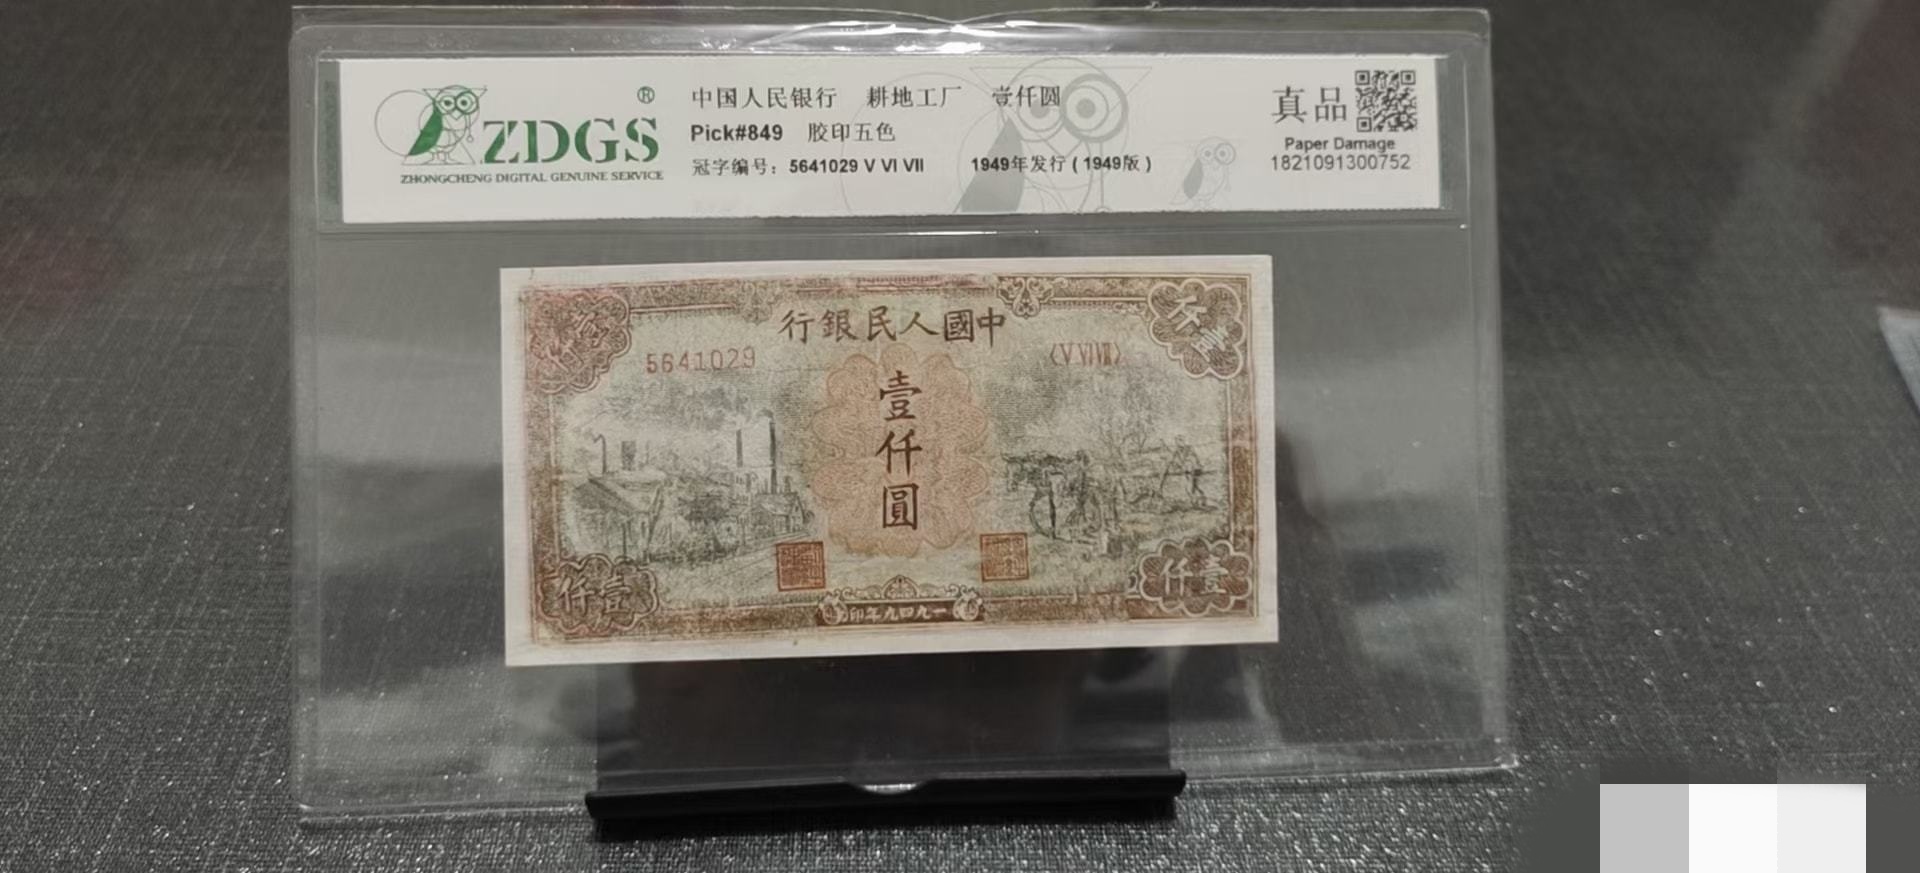 ZDGS ®
ZHONGCHENG DIGITAL GENUINE SERVICE
中国人民银行 耕地工厂 壹仟圆
Pick#849 胶印五色
冠字编号：5641029 V VI VII 1949年发行(1949版)
真品
Paper Damage
1821091300752
行銀民人國中
5641029
〈V VI VII〉
仟壹
壹仟圓
仟壹
仟壹
印年九四九一